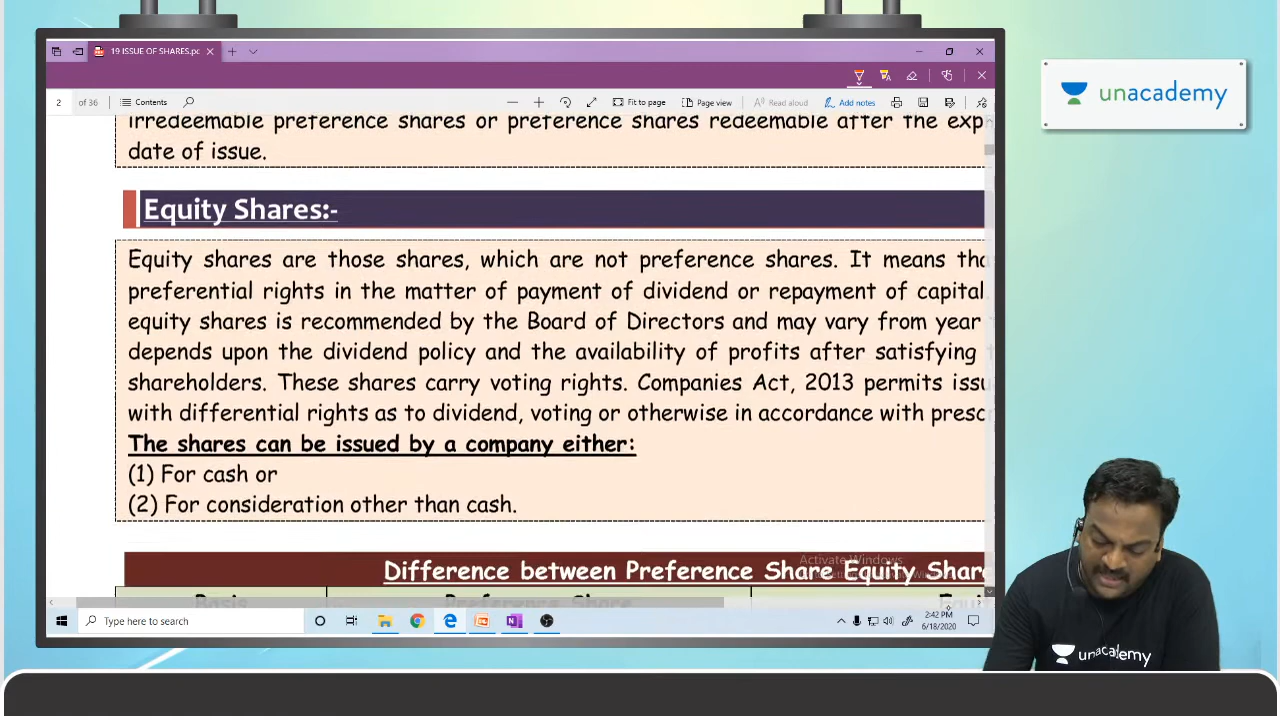 19 ISSUE OF SHARES.pd
2 of 36 Contents Fit to page Page view Read aloud Add notes
unacademy
irredeemable preference shares or preference shares redeemable after the exp
date of issue.
Equity Shares:-
Equity shares are those shares, which are not preference shares. It means tha
preferential rights in the matter of payment of dividend or repayment of capital.
equity shares is recommended by the Board of Directors and may vary from year
depends upon the dividend policy and the availability of profits after satisfying
shareholders. These shares carry voting rights. Companies Act, 2013 permits issu
with differential rights as to dividend, voting or otherwise in accordance with presc
The shares can be issued by a company either:
(1) For cash or
(2) For consideration other than cash.
Activate Windows
Difference between Preference Share Equity Share
Basis Preference Share Equit
Type here to search
2:42 PM
6/18/2020
unacademy